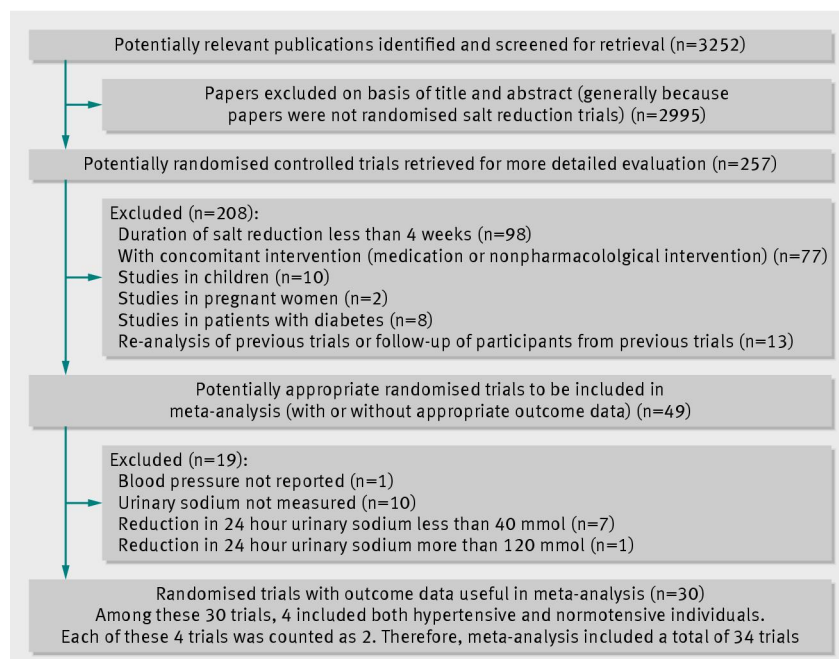 Potentially relevant publications identified and screened for retrieval (n=3252)
Papers excluded on basis of title and abstract (generally because
papers were not randomised salt reduction trials) (n=2995)
Potentially randomised controlled trials retrieved for more detailed evaluation (n=257)
Excluded (n=208):
Duration of salt reduction less than 4 weeks (n=98)
With concomitant intervention (medication or nonpharmacololgical intervention) (n=77)
Studies in children (n=10)
Studies in pregnant women (n=2)
Studies in patients with diabetes (n=8)
Re-analysis of previous trials or follow-up of participants from previous trials (n=13)
Potentially appropriate randomised trials to be included in
meta-analysis (with or without appropriate outcome data) (n=49)
Excluded (n=19):
Blood pressure not reported (n=1)
Urinary sodium not measured (n=10)
Reduction in 24 hour urinary sodium less than 40 mmol (n=7)
Reduction in 24 hour urinary sodium more than 120 mmol (n=1)
Randomised trials with outcome data useful in meta-analysis (n=30)
Among these 30 trials, 4 included both hypertensive and normotensive individuals.
Each of these 4 trials was counted as 2. Therefore, meta-analysis included a total of 34 trials